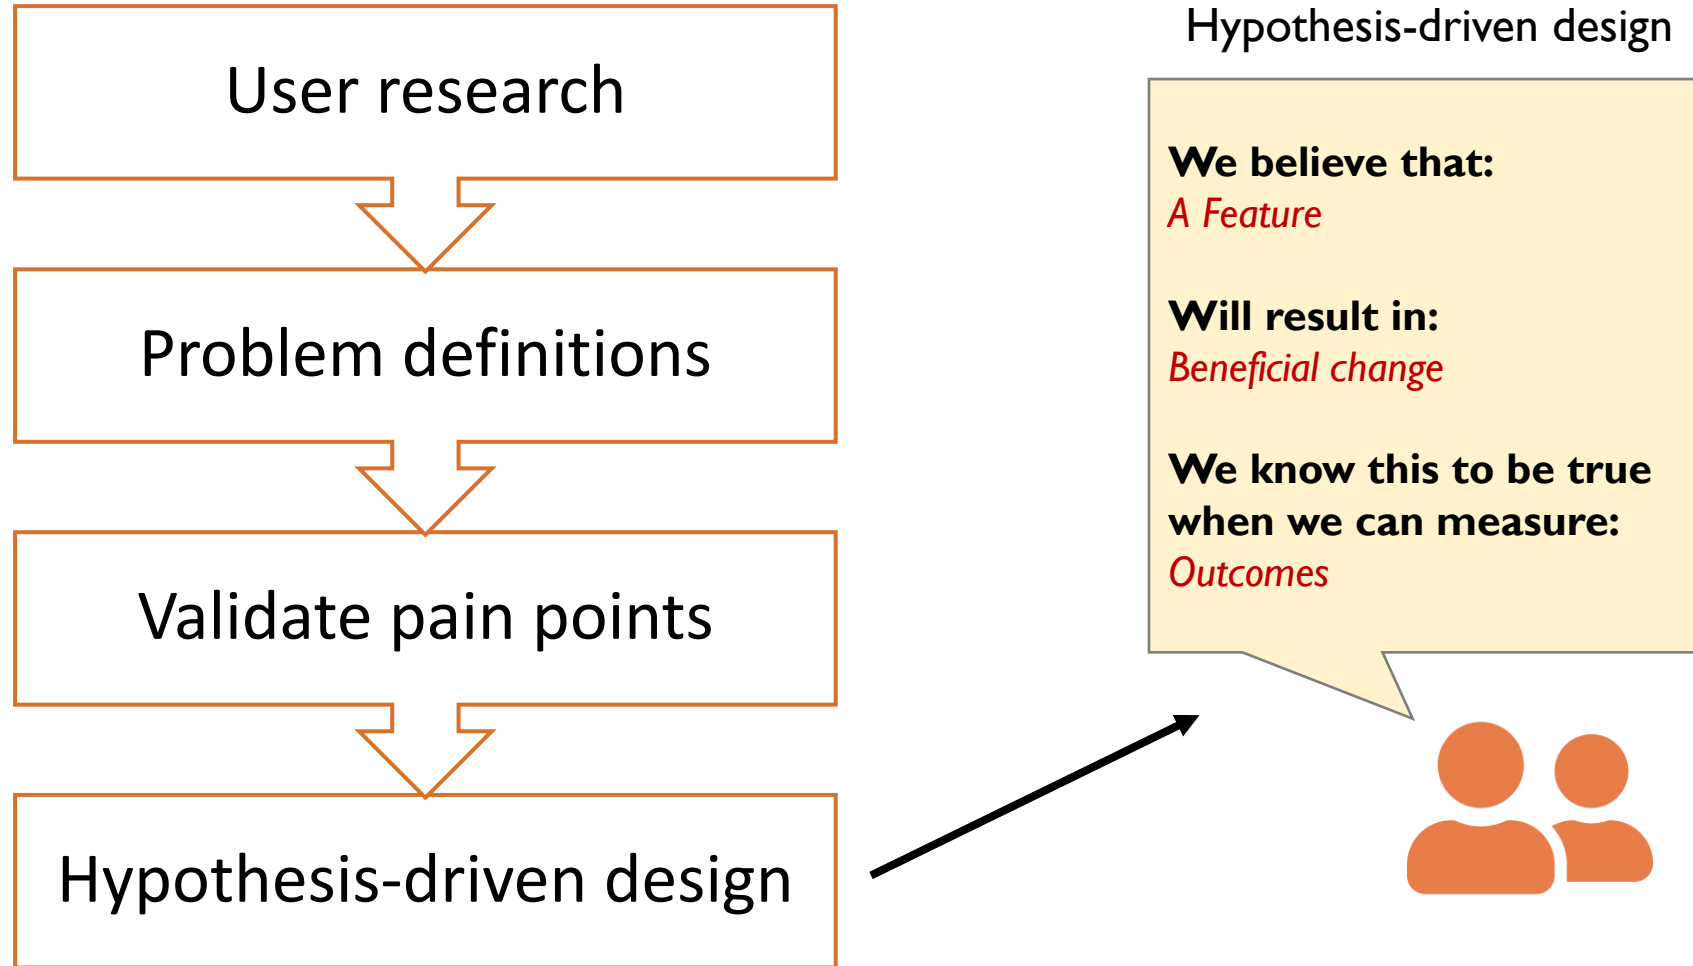 User research
Problem definitions
Validate pain points
Hypothesis-driven design
Hypothesis-driven design
We believe that:
A Feature
Will result in:
Beneficial change
We know this to be true
when we can measure:
Outcomes